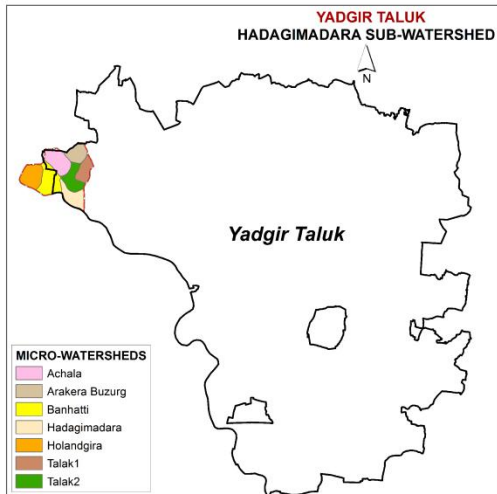 YADGIR TALUK
HADAGIMADARA SUB-WATERSHED
N
Yadgir Taluk
MICRO-WATERSHEDS
Achala
Arakera Buzurg
Banhatti
Hadagimadara
Holandgira
Talak1
Talak2